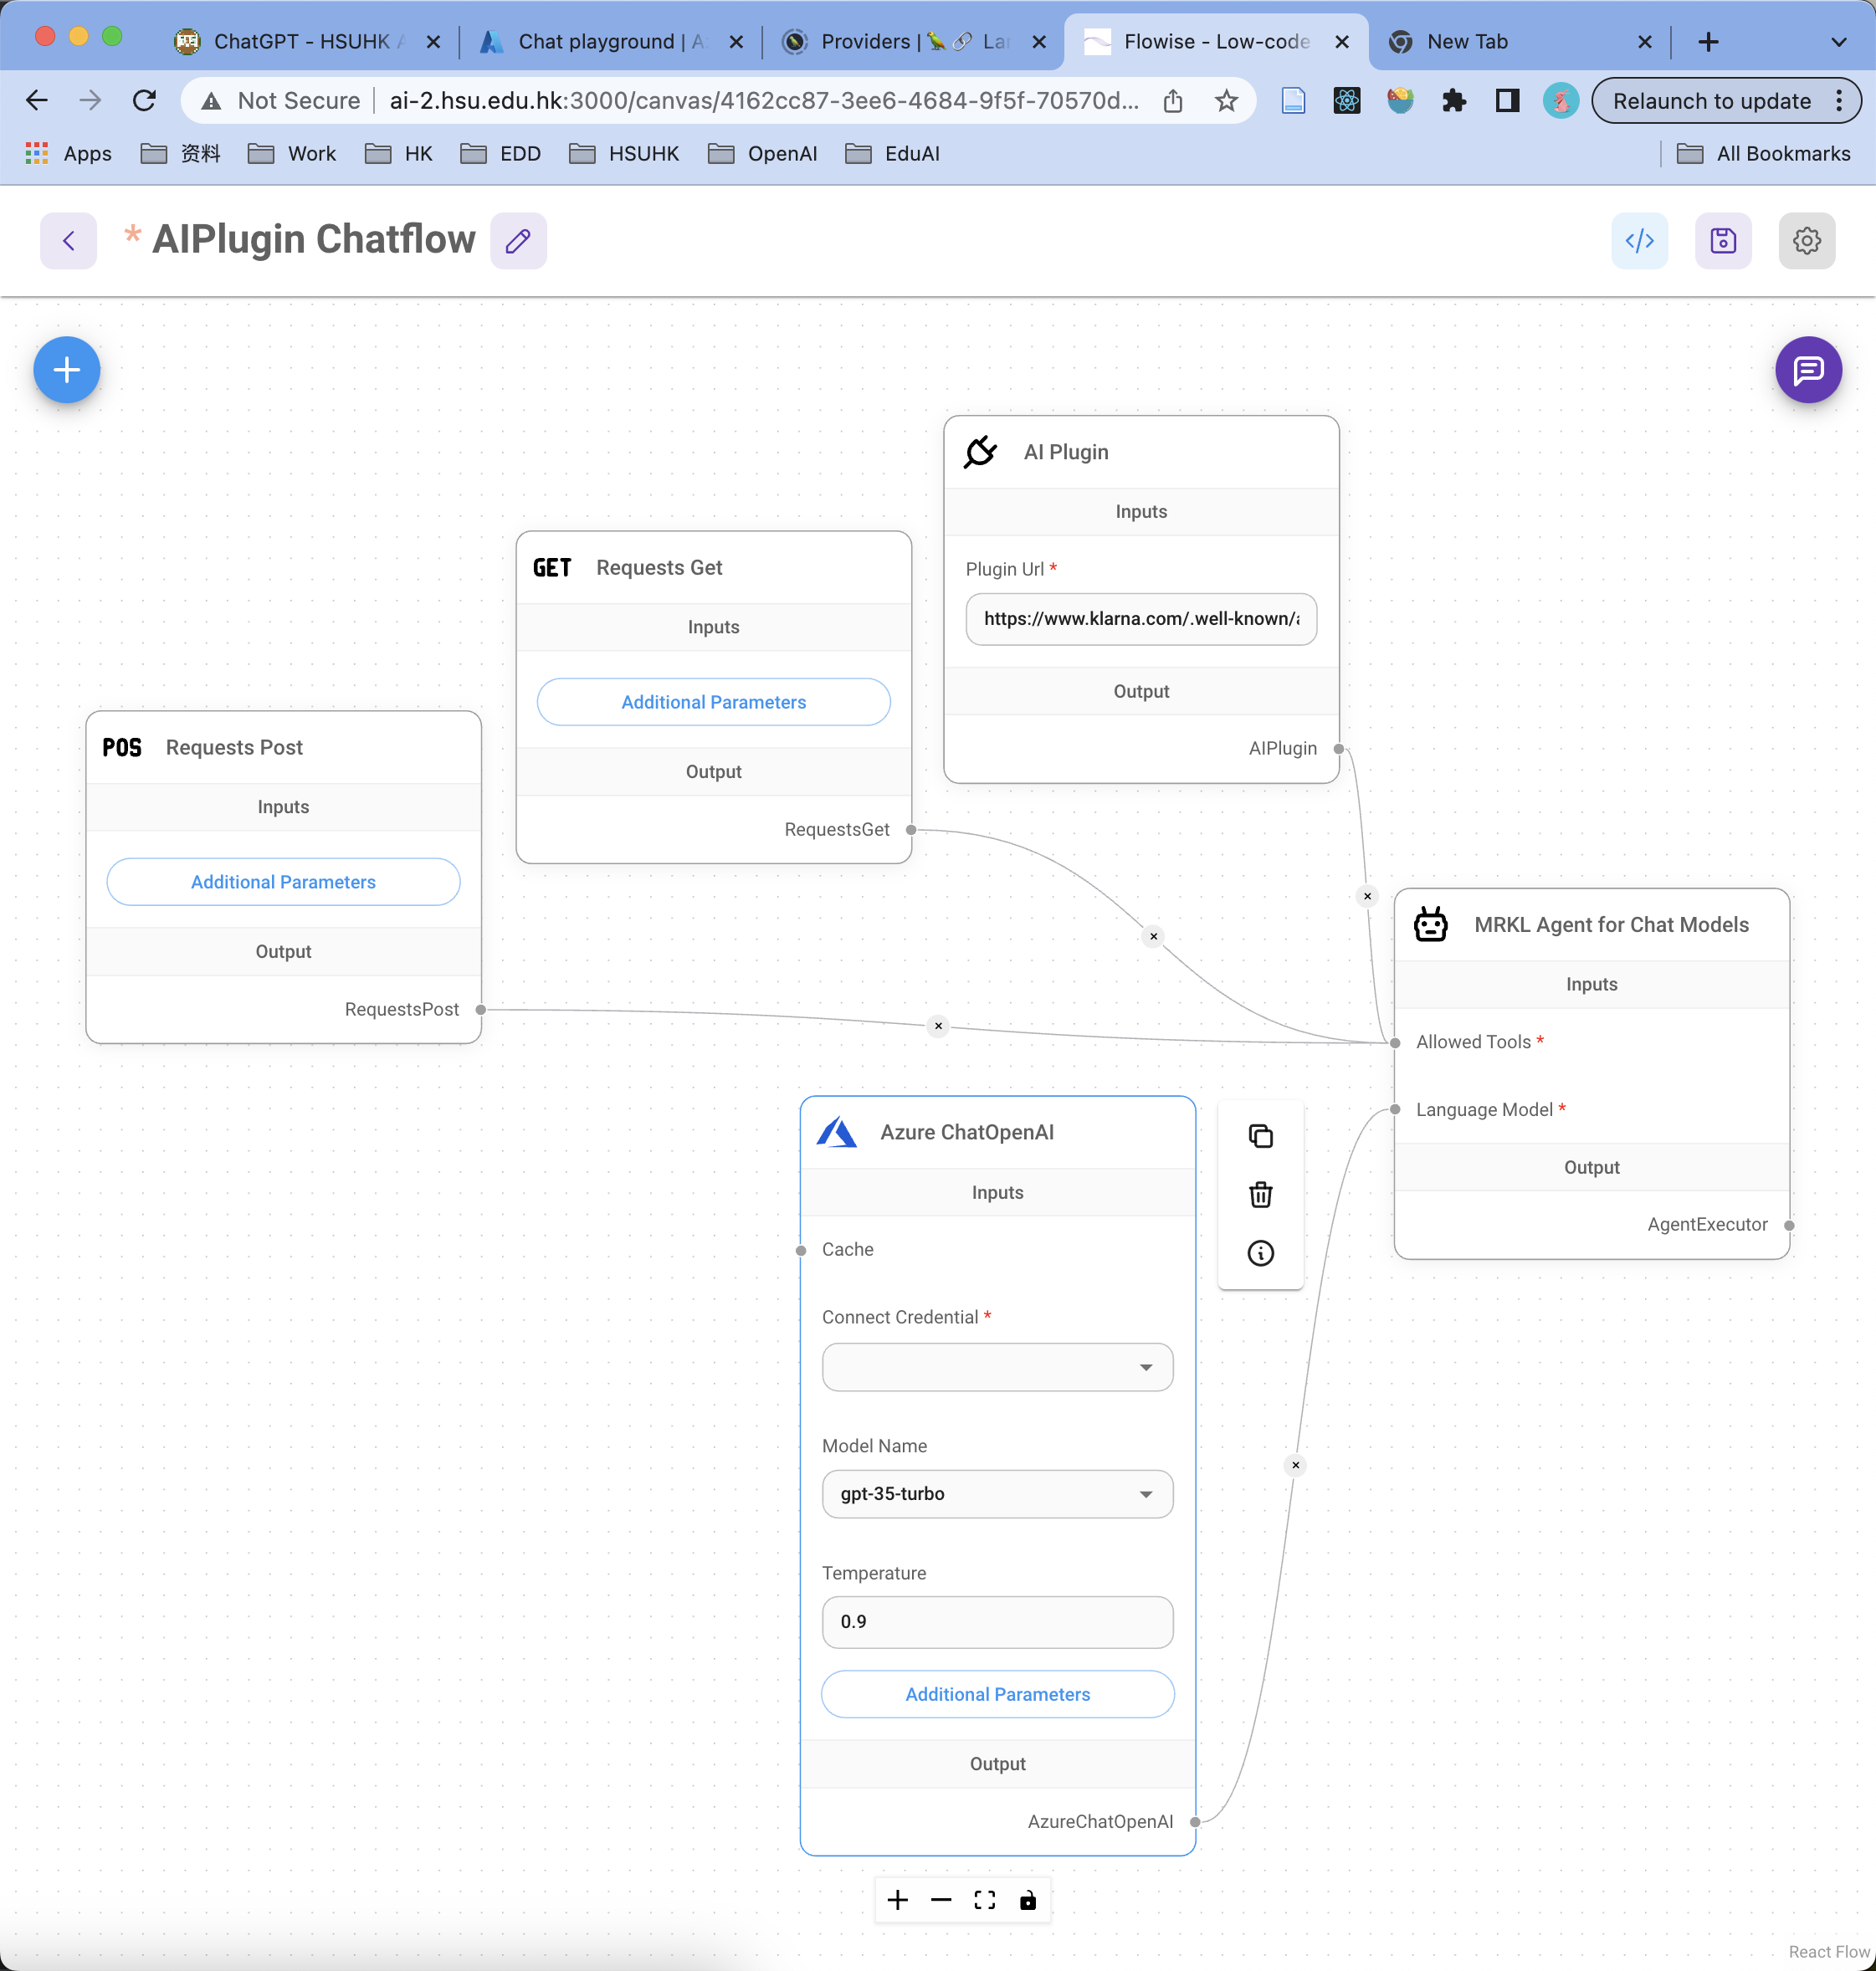 ChatGPT - HSUHK A
Chat playground | A
Providers | La
Flowise - Low-code
New Tab
Not Secure
ai-2.hsu.edu.hk:3000/canvas/4162cc87-3ee6-4684-9f5f-70570d...
Relaunch to update
Apps
资料
Work
HK
EDD
HSUHK
OpenAI
EduAI
All Bookmarks
* AIPlugin Chatflow
AI Plugin
Inputs
Plugin Url *
https://www.klarna.com/.well-known/a
Output
AIPlugin
GET Requests Get
Inputs
Additional Parameters
Output
RequestsGet
POS Requests Post
Inputs
Additional Parameters
Output
RequestsPost
MRKL Agent for Chat Models
Inputs
Allowed Tools *
Language Model *
Output
AgentExecutor
Azure ChatOpenAI
Inputs
Cache
Connect Credential *
Model Name
gpt-35-turbo
Temperature
0.9
Additional Parameters
Output
AzureChatOpenAI
React Flow